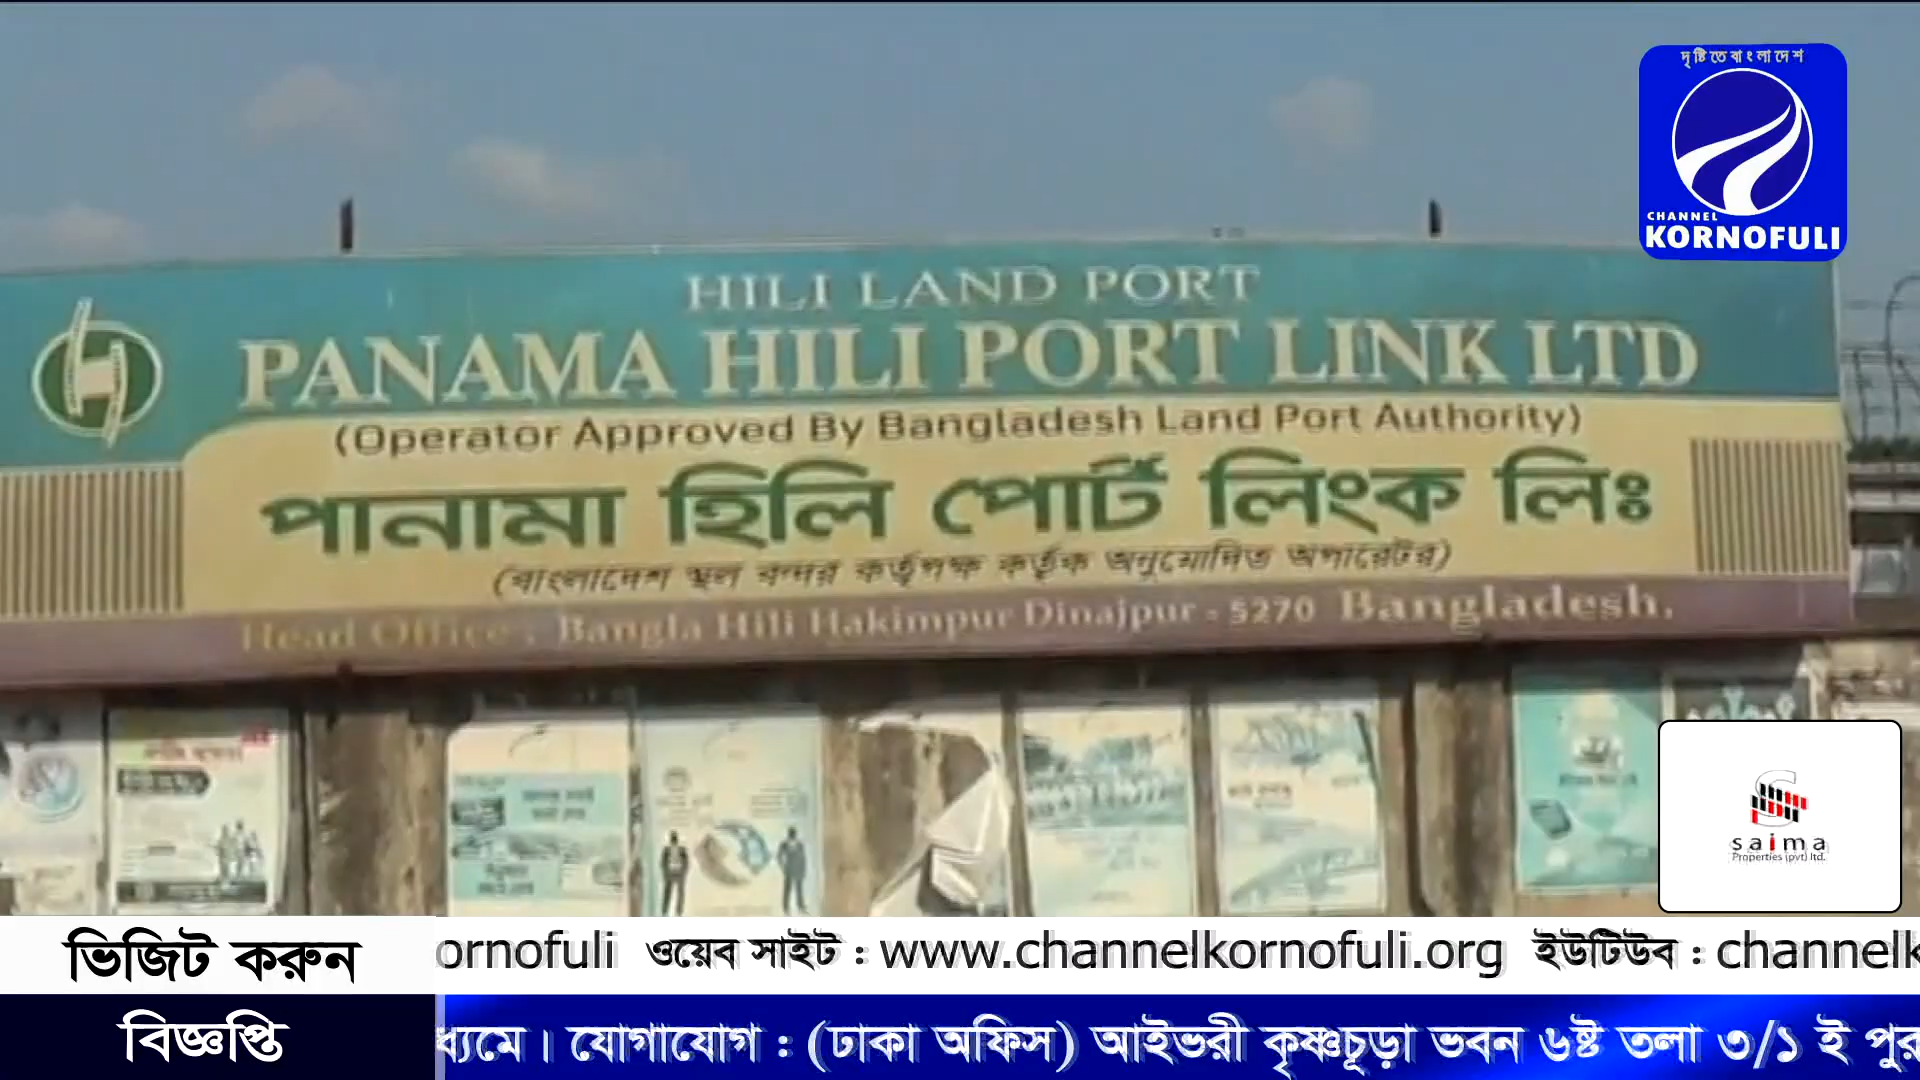 দৃষ্টিতে বাংলাদেশ
CHANNEL
KORNOFULI
HILI LAND PORT
PANAMA HILI PORT LINK LTD
(Operator Approved By Bangladesh Land Port Authority)
পানামা হিলি পোর্ট লিংক লিঃ
(বাংলাদেশ স্থল বন্দর কর্তৃপক্ষ কর্তৃক অনুমোদিত অপারেটর)
Head Office : Bangla Hili Hakimpur Dinajpur - 5270 Bangladesh.
saima
Properties (pvt) ltd.
ভিজিট করুন
ornofuli ওয়েব সাইট : www.channelkornofuli.org ইউটিউব : channelk
বিজ্ঞপ্তি
ধ্যমে। যোগাযোগ : (ঢাকা অফিস) আইভরী কৃষ্ণচূড়া ভবন ৬ষ্ট তলা ৩/১ ই পুর